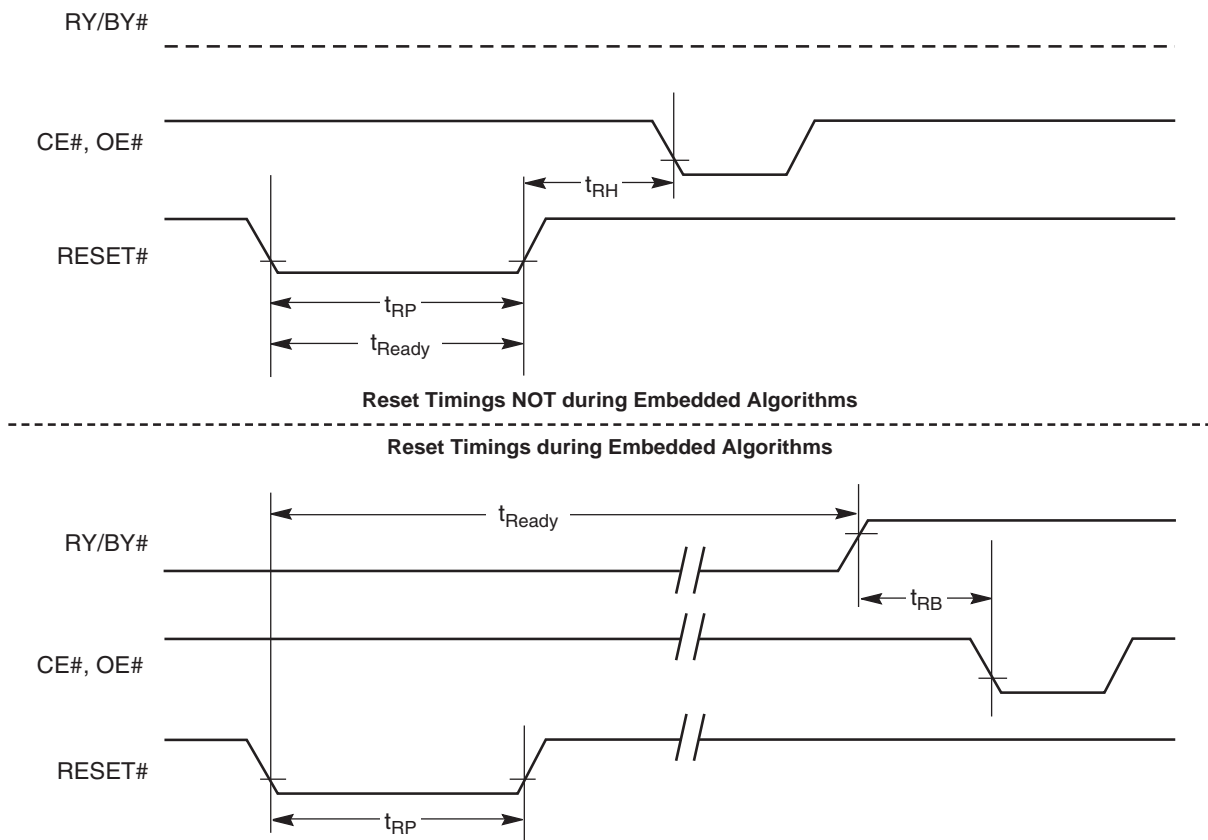 RY/BY#
CE#, OE#
tRH
RESET#
tRP
tReady
Reset Timings NOT during Embedded Algorithms
Reset Timings during Embedded Algorithms
tReady
RY/BY#
tRB
CE#, OE#
RESET#
tRP